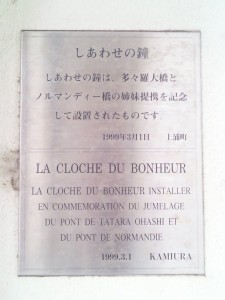 しあわせの鐘
しあわせの鐘は、多々羅大橋と
ノルマンディー橋の姉妹提携を記念
して設置されたものです
1999年3月1日 上浦町
LA CLOCHE DU BONHEUR
LA CLOCHE DU BONHEUR INSTALLER
EN COMMEMORATION DU JUMELAGE
DU PONT DE TATARA OHASHI ET
DU PONT DE NORMANDIE
1999.3.1 KAMIURA